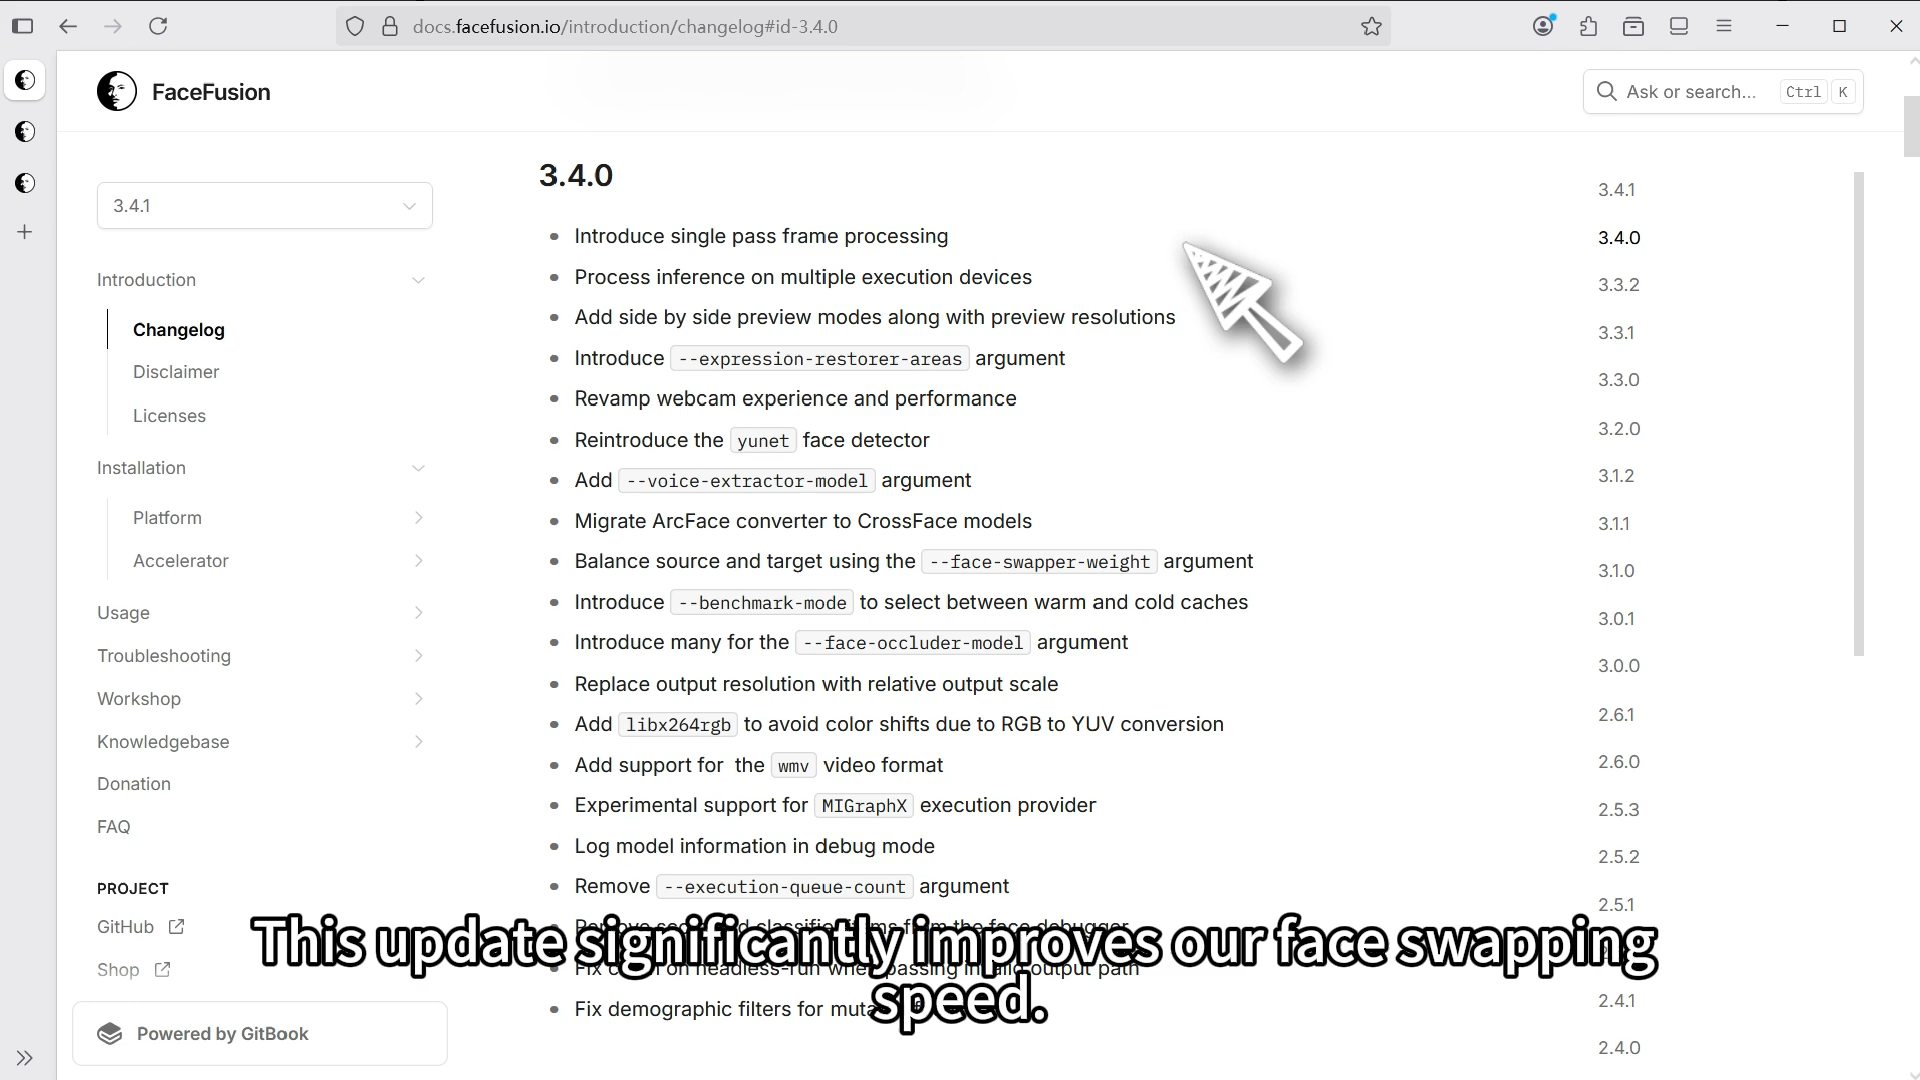 docs.facefusion.io/introduction/changelog#id-3.4.0
FaceFusion
Ask or search... Ctrl K
3.4.1
Introduction
Changelog
Disclaimer
Licenses
Installation
Platform
Accelerator
Usage
Troubleshooting
Workshop
Knowledgebase
Donation
FAQ
PROJECT
GitHub
Shop
Powered by GitBook
3.4.0
Introduce single pass frame processing
Process inference on multiple execution devices
Add side by side preview modes along with preview resolutions
Introduce --expression-restorer-areas argument
Revamp webcam experience and performance
Reintroduce the yunet face detector
Add --voice-extractor-model argument
Migrate ArcFace converter to CrossFace models
Balance source and target using the --face-swapper-weight argument
Introduce --benchmark-mode to select between warm and cold caches
Introduce many for the --face-occluder-model argument
Replace output resolution with relative output scale
Add libx264rgb to avoid color shifts due to RGB to YUV conversion
Add support for the wmv video format
Experimental support for MIGraphX execution provider
Log model information in debug mode
Remove --execution-queue-count argument
from the face debugger
on headless-run when passing output path
Fix demographic filters for
This update significantly improves our face swapping
speed.
3.4.1
3.4.0
3.3.2
3.3.1
3.3.0
3.2.0
3.1.2
3.1.1
3.1.0
3.0.1
3.0.0
2.6.1
2.6.0
2.5.3
2.5.2
2.5.1
2.4.1
2.4.0